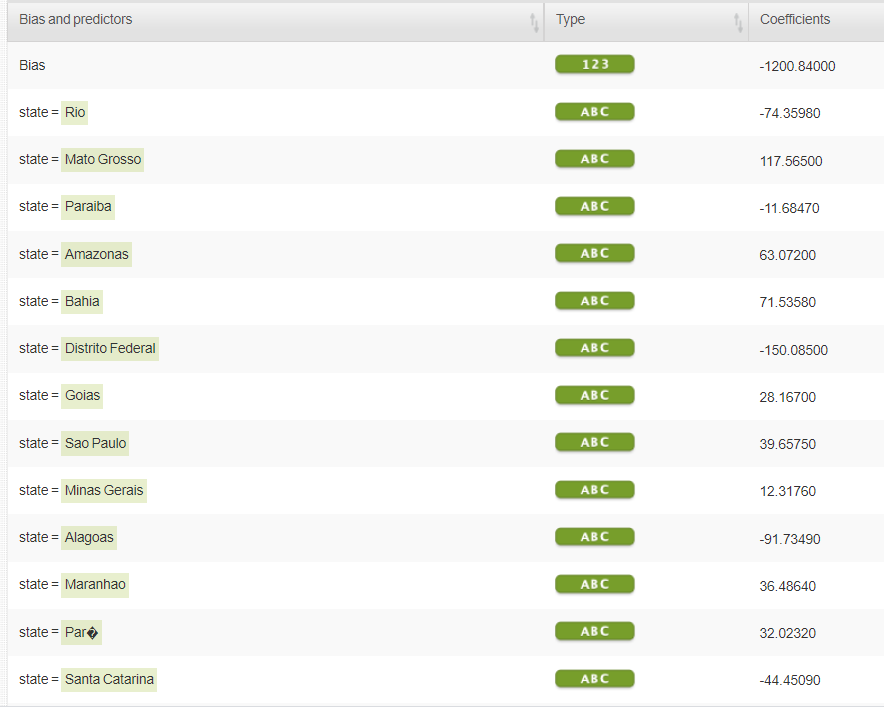 Bias and predictors Type Coefficients
Bias 123 -1200.84000
state = Rio ABC -74.35980
state = Mato Grosso ABC 117.56500
state = Paraiba ABC -11.68470
state = Amazonas ABC 63.07200
state = Bahia ABC 71.53580
state = Distrito Federal ABC -150.08500
state = Goias ABC 28.16700
state = Sao Paulo ABC 39.65750
state = Minas Gerais ABC 12.31760
state = Alagoas ABC -91.73490
state = Maranhao ABC 36.48640
state = Par� ABC 32.02320
state = Santa Catarina ABC -44.45090